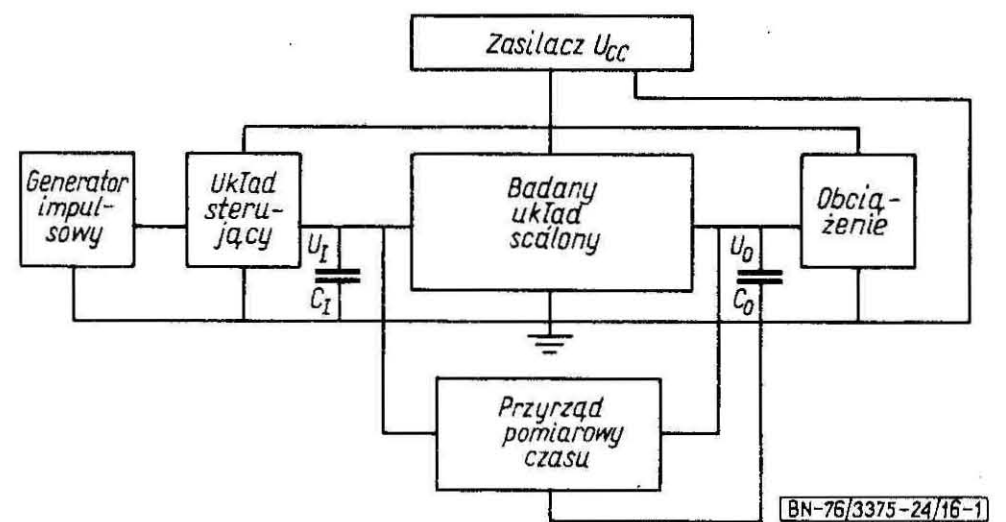 Zasilacz U_CC
Generator
impul-
sowy
Układ
steru-
jący
U_I
C_I
Badany
układ
scalony
U_O
C_O
Obcią-
żenie
Przyrząd
pomiarowy
czasu
BN-76/3375-24/16-1